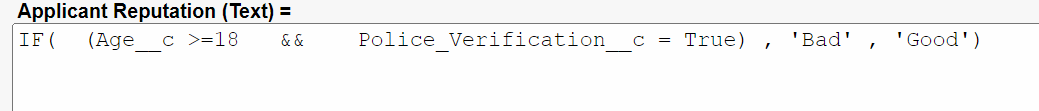 Applicant Reputation (Text) =
IF(  (Age__c >=18   &&    Police_Verification__c = True) , 'Bad' , 'Good')